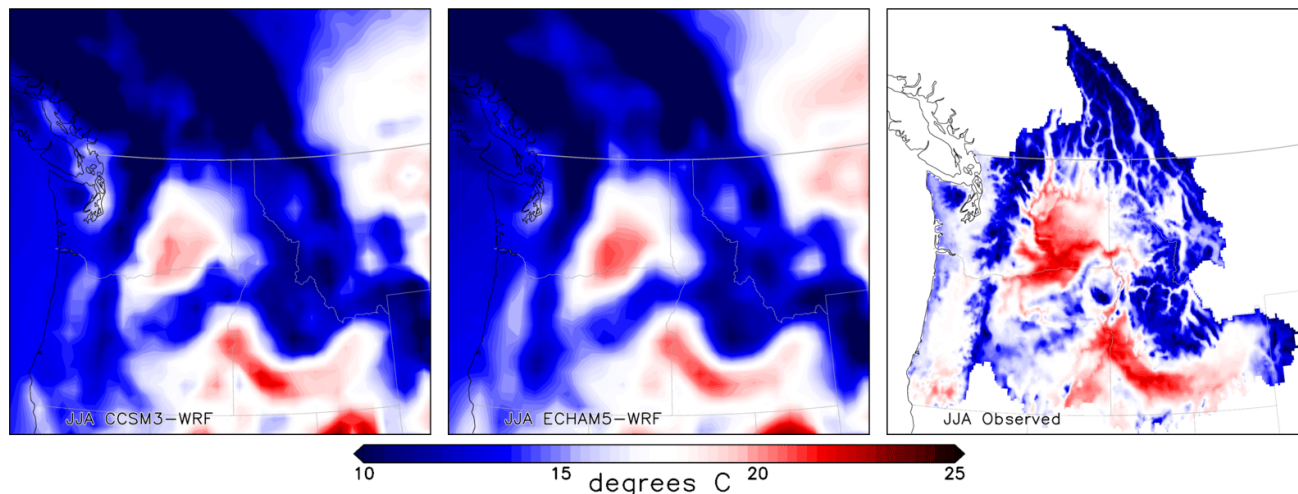 JJA CCSM3-WRF
JJA ECHAM5-WRF
JJA Observed
10 15 20 25
degrees C